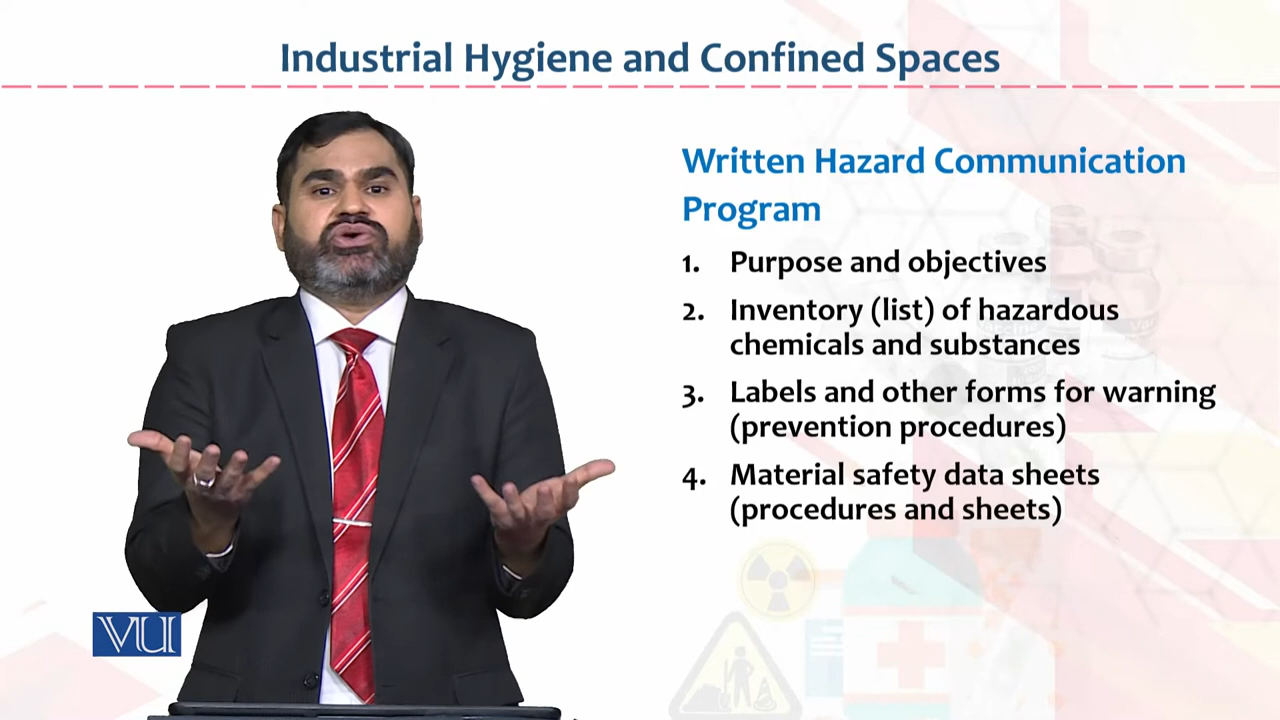 Industrial Hygiene and Confined Spaces
Written Hazard Communication
Program
1. Purpose and objectives
2. Inventory (list) of hazardous
chemicals and substances
3. Labels and other forms for warning
(prevention procedures)
4. Material safety data sheets
(procedures and sheets)
VU